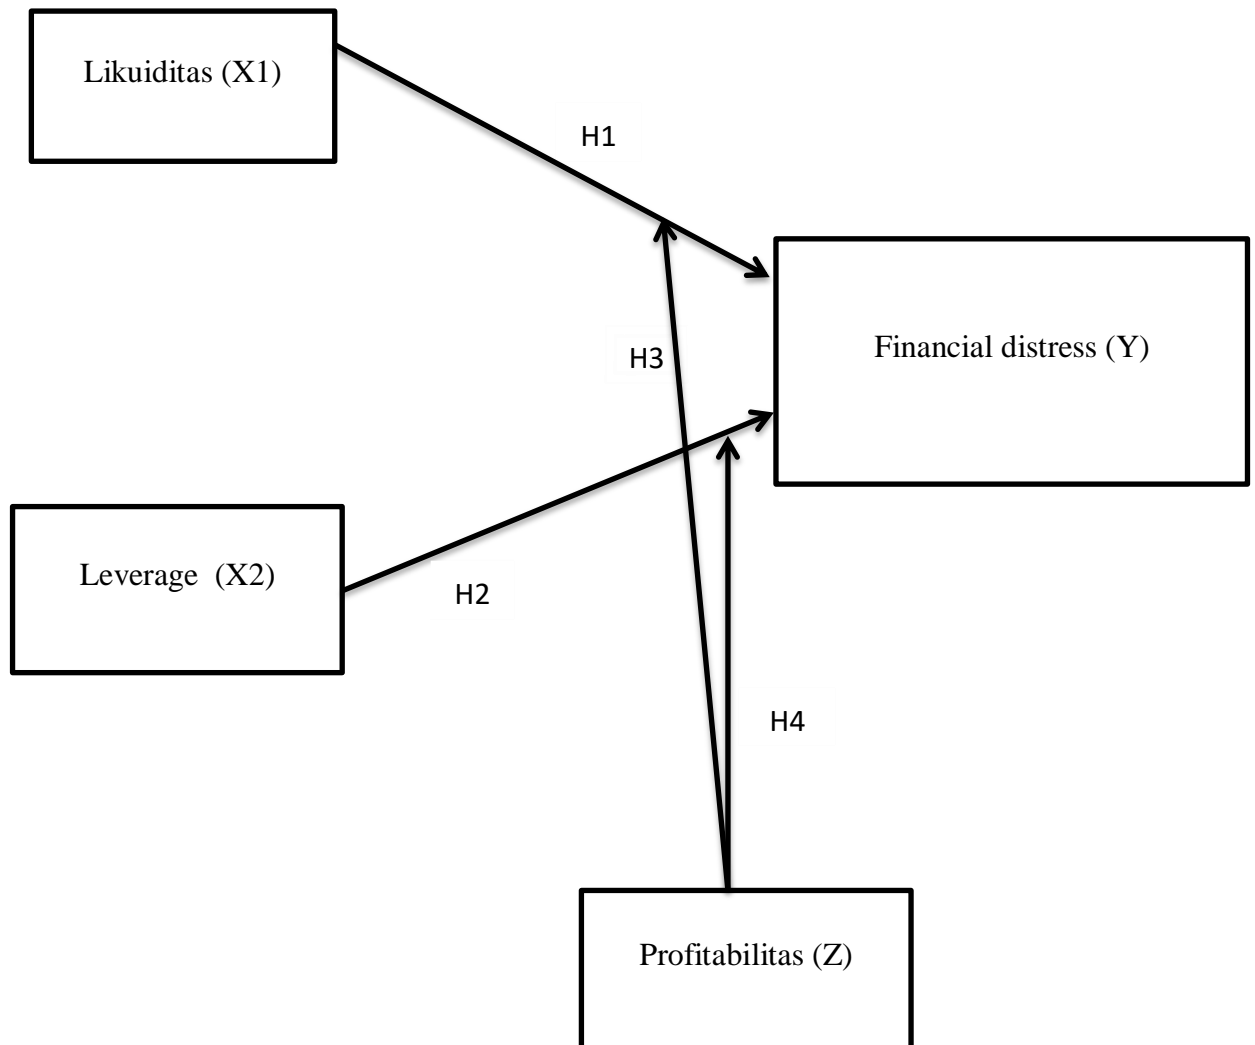 Likuiditas (X1)
H1
Financial distress (Y)
H3
Leverage  (X2)
H2
H4
Profitabilitas (Z)